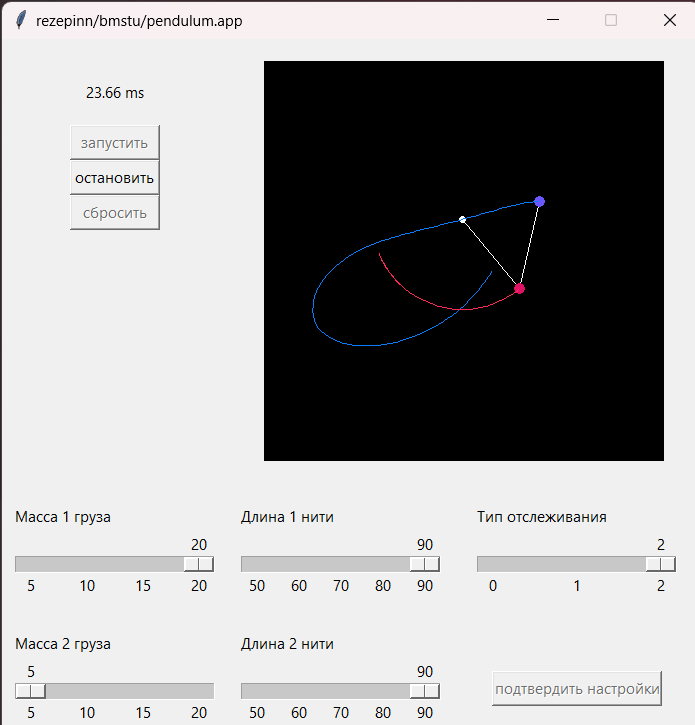 rezepinn/bmstu/pendulum.app
23.66 ms
запустить
остановить
сбросить
Масса 1 груза
20
5 10 15 20
Длина 1 нити
90
50 60 70 80 90
Тип отслеживания
2
0 1 2
Масса 2 груза
5
5 10 15 20
Длина 2 нити
90
50 60 70 80 90
подтвердить настройки